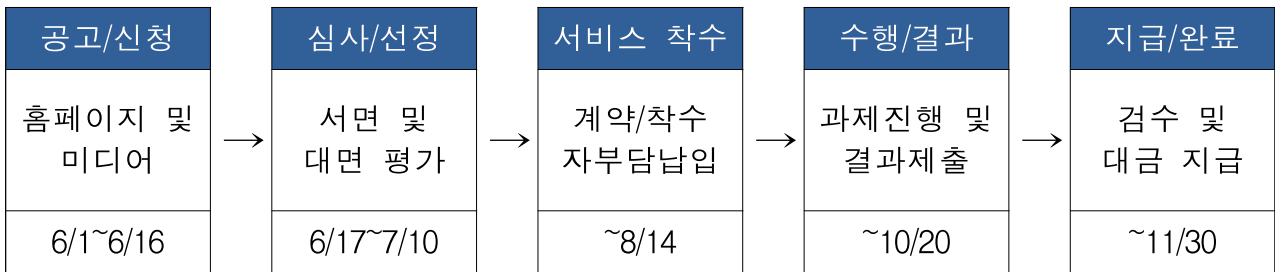 공고/신청
홈페이지 및
미디어
6/1~6/16
→
심사/선정
서면 및
대면 평가
6/17~7/10
→
서비스 착수
계약/착수
자부담납입
~8/14
→
수행/결과
과제진행 및
결과제출
~10/20
→
지급/완료
검수 및
대금 지급
~11/30